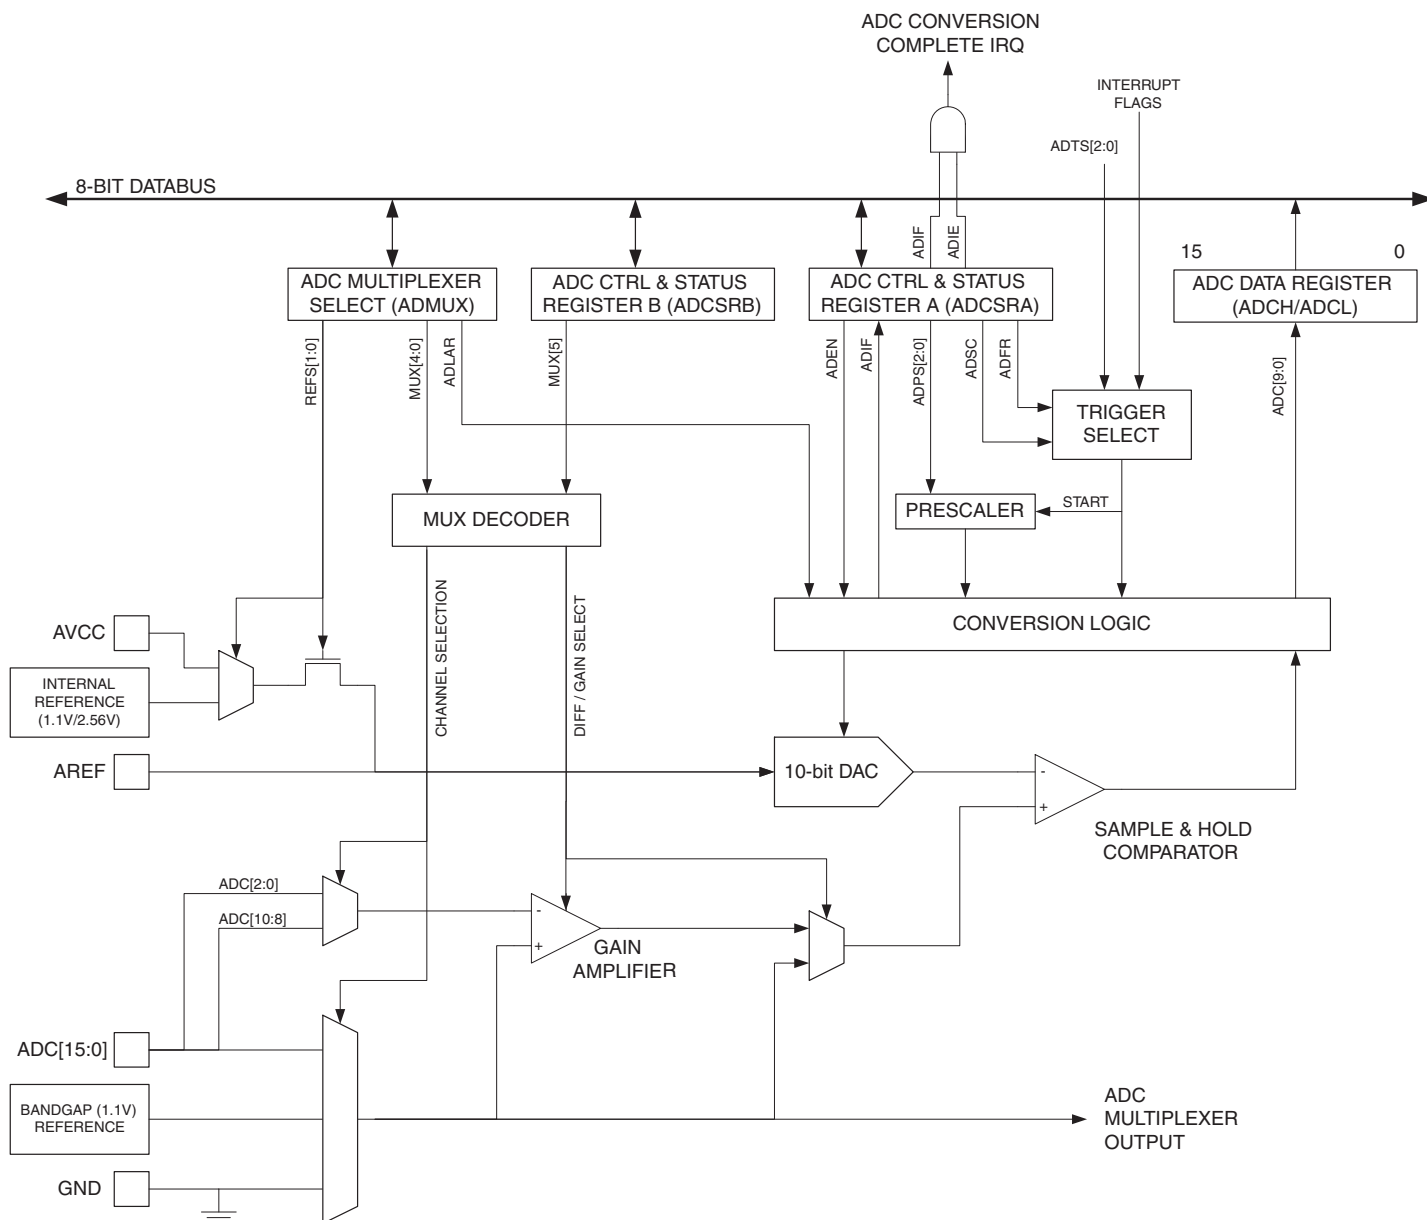 ADC CONVERSION
COMPLETE IRQ
INTERRUPT
FLAGS
ADTS[2:0]
8-BIT DATABUS
ADIF
ADIE
15
0
ADC MULTIPLEXER
SELECT (ADMUX)
ADC CTRL & STATUS
REGISTER B (ADCSRB)
ADC CTRL & STATUS
REGISTER A (ADCSRA)
ADC DATA REGISTER
(ADCH/ADCL)
REFS[1:0]
MUX[4:0]
ADLAR
MUX[5]
ADEN
ADIF
ADPS[2:0]
ADSC
ADFR
ADC[9:0]
TRIGGER
SELECT
MUX DECODER
PRESCALER
START
CHANNEL SELECTION
DIFF / GAIN SELECT
CONVERSION LOGIC
AVCC
INTERNAL
REFERENCE
(1.1V/2.56V)
AREF
10-bit DAC
-
+
SAMPLE & HOLD
COMPARATOR
ADC[2:0]
ADC[10:8]
-
+
GAIN
AMPLIFIER
ADC[15:0]
BANDGAP (1.1V)
REFERENCE
ADC
MULTIPLEXER
OUTPUT
GND